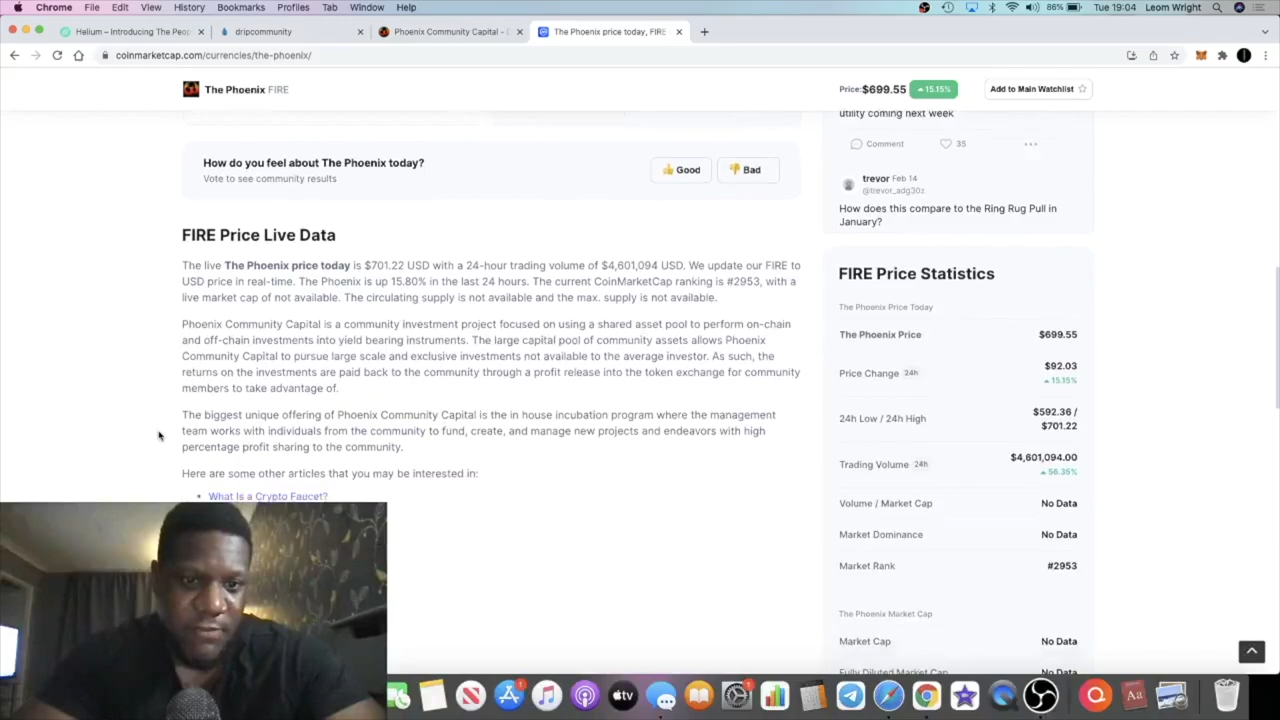 Chrome File Edit View History Bookmarks Profiles Tab Window Help 86% Tue 19:04 Leom Wright
Helium – Introducing The Peop
dripcommunity
Phoenix Community Capital -
The Phoenix price today, FIRE
coinmarketcap.com/currencies/the-phoenix/
The Phoenix FIRE
Price: $699.55 15.15%
Add to Main Watchlist
How do you feel about The Phoenix today?
Vote to see community results
Good
Bad
FIRE Price Live Data
The live The Phoenix price today is $701.22 USD with a 24-hour trading volume of $4,601,094 USD. We update our FIRE to
USD price in real-time. The Phoenix is up 15.80% in the last 24 hours. The current CoinMarketCap ranking is #2953, with a
live market cap of not available. The circulating supply is not available and the max. supply is not available.
Phoenix Community Capital is a community investment project focused on using a shared asset pool to perform on-chain
and off-chain investments into yield bearing instruments. The large capital pool of community assets allows Phoenix
Community Capital to pursue large scale and exclusive investments not available to the average investor. As such, the
returns on the investments are paid back to the community through a profit release into the token exchange for community
members to take advantage of.
The biggest unique offering of Phoenix Community Capital is the in house incubation program where the management
team works with individuals from the community to fund, create, and manage new projects and endeavors with high
percentage profit sharing to the community.
Here are some other articles that you may be interested in:
• What Is a Crypto Faucet?
utility coming next week
Comment 35
trevor Feb 14
@trevor_adg30z
How does this compare to the Ring Rug Pull in
January?
FIRE Price Statistics
The Phoenix Price Today
The Phoenix Price $699.55
Price Change 24h $92.03
15.15%
24h Low / 24h High $592.36 /
$701.22
Trading Volume 24h $4,601,094.00
56.35%
Volume / Market Cap No Data
Market Dominance No Data
Market Rank #2953
The Phoenix Market Cap
Market Cap No Data
Fully Diluted Market Cap No Data
tv
Aa